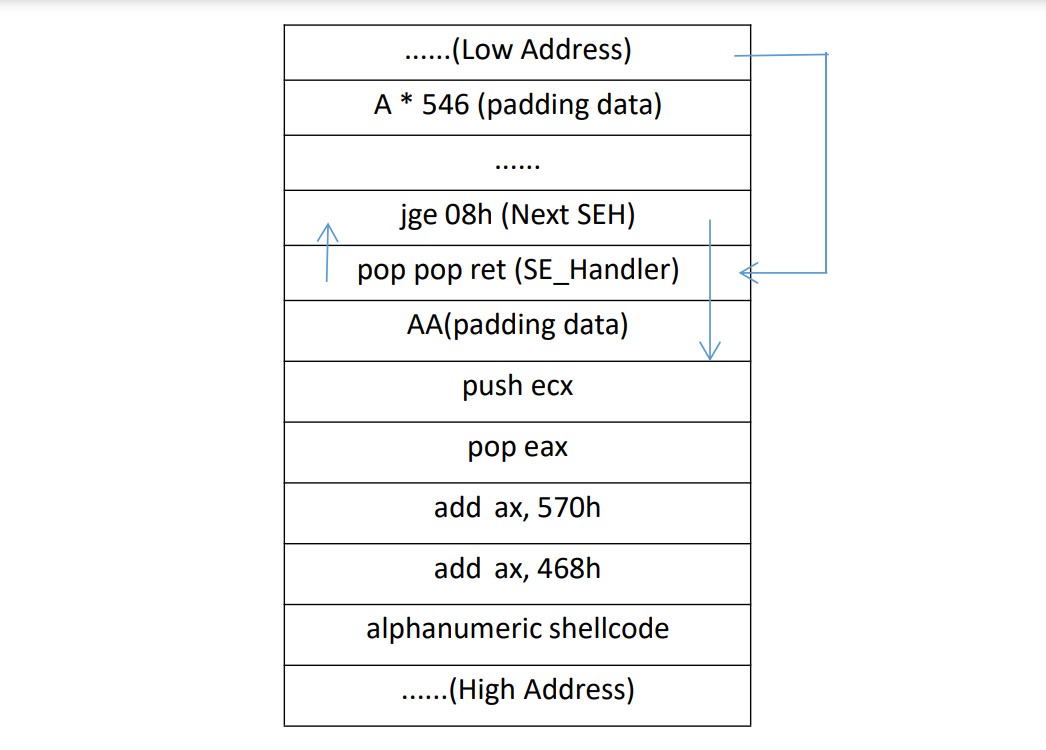 ......(Low Address)
A * 546 (padding data)
......
jge 08h (Next SEH)
pop pop ret (SE_Handler)
AA(padding data)
push ecx
pop eax
add ax, 570h
add ax, 468h
alphanumeric shellcode
......(High Address)